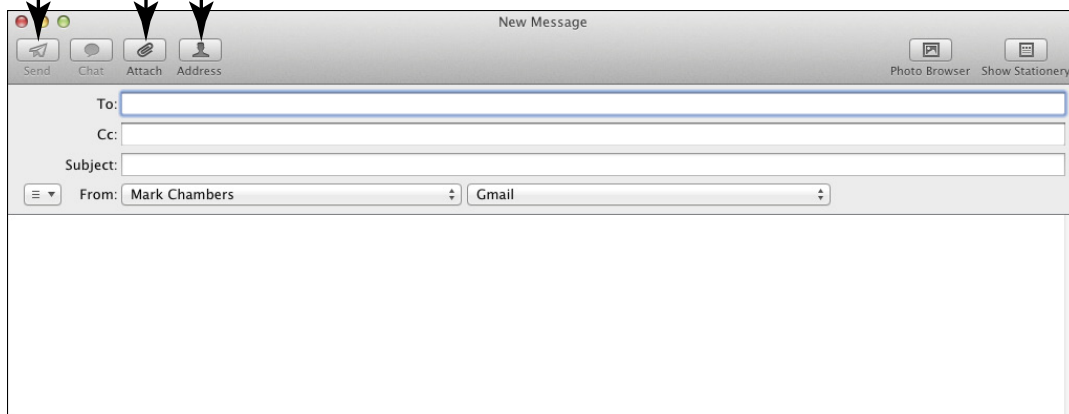 New Message
Send Chat Attach Address Photo Browser Show Stationery
To:
Cc:
Subject:
From: Mark Chambers Gmail